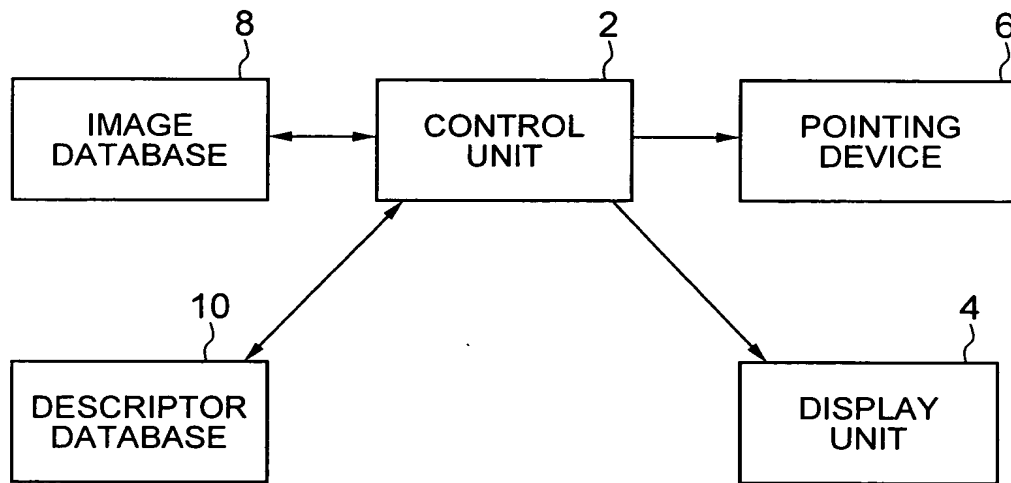 8
2
6
IMAGE
DATABASE
CONTROL
UNIT
POINTING
DEVICE
10
4
DESCRIPTOR
DATABASE
DISPLAY
UNIT